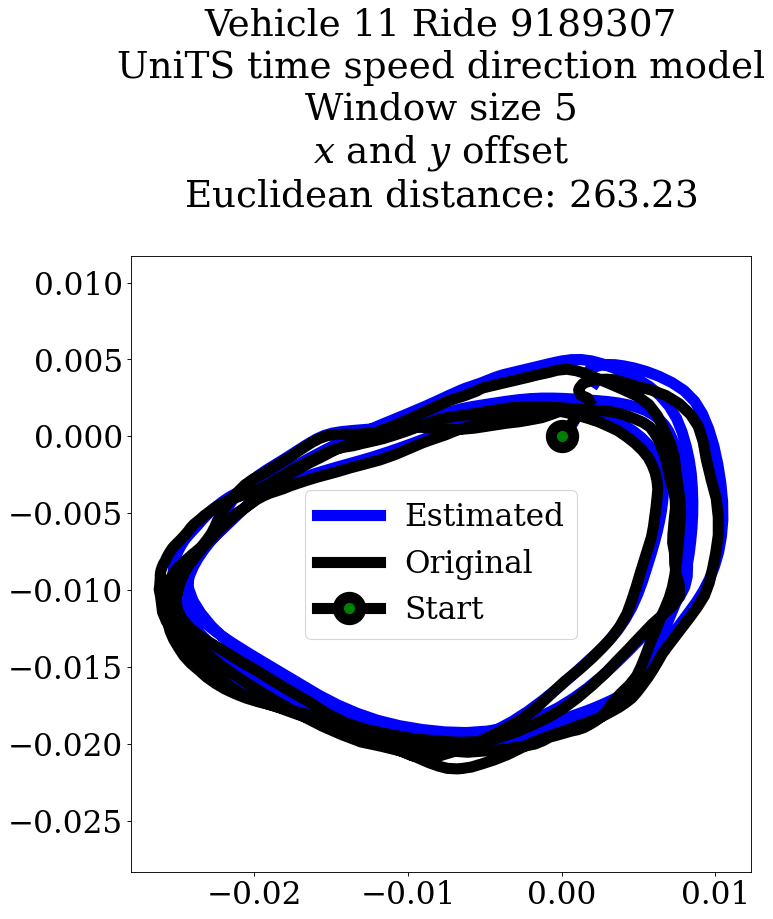 Vehicle 11 Ride 9189307
UniTS time speed direction model
Window size 5
x and y offset
Euclidean distance: 263.23
0.010
0.005
0.000
−0.005
−0.010
−0.015
−0.020
−0.025
Estimated
Original
Start
−0.02 −0.01 0.00 0.01